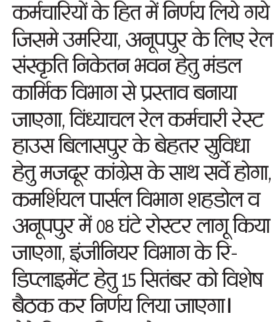 कर्मचारियों के हित में निर्णय लिये गये
जिसमे उमरिया, अनूपपुर के लिए रेल
संस्कृति निकेतन भवन हेतु मंडल
कार्मिक विभाग से प्रस्ताव बनाया
जाएगा, विंध्याचल रेल कर्मचारी रेस्ट
हाउस बिलासपुर के बेहतर सुविधा
हेतु मजदूर कांग्रेस के साथ सर्वे होगा,
कमर्शियल पार्सल विभाग शहडोल व
अनूपपुर में 08 घंटे रोस्टर लागू किया
जाएगा, इंजीनियर विभाग के रि-
डिप्लाइमेंट हेतु 15 सितंबर को विशेष
बैठक कर निर्णय लिया जाएगा।